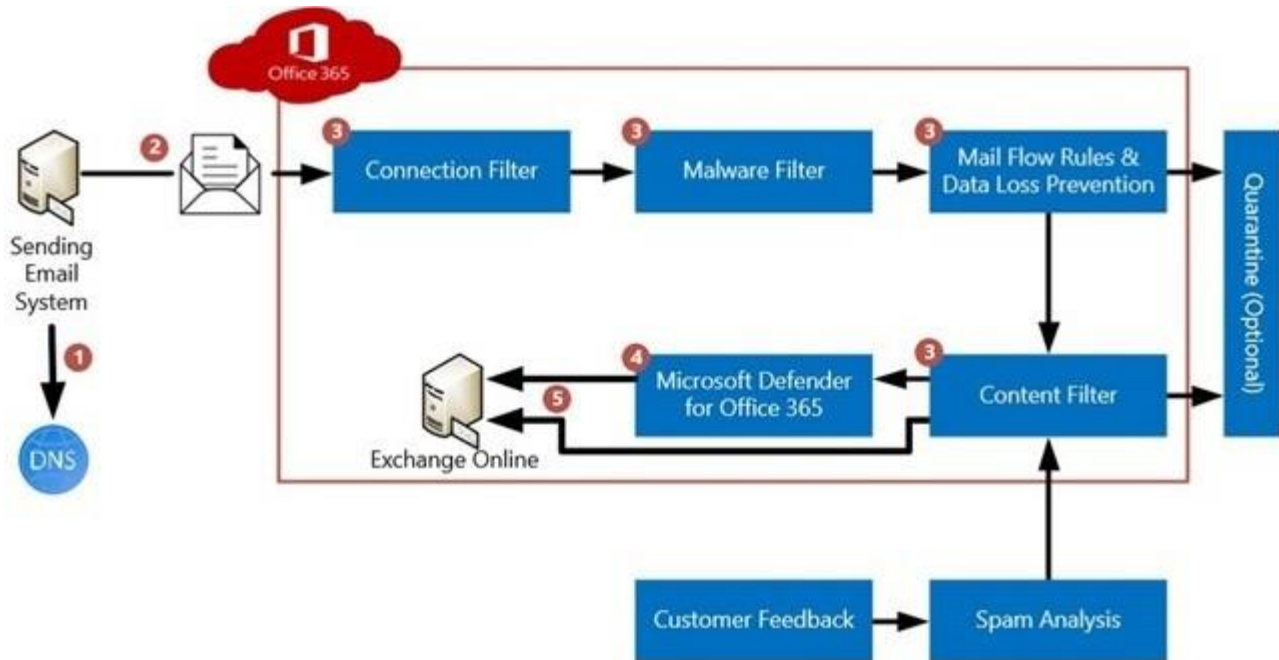 Office 365
2
3
Connection Filter
3
Malware Filter
3
Mail Flow Rules &
Data Loss Prevention
Quarantine (Optional)
Sending
Email
System
1
DNS
Exchange Online
5
4
Microsoft Defender
for Office 365
3
Content Filter
Customer Feedback
Spam Analysis